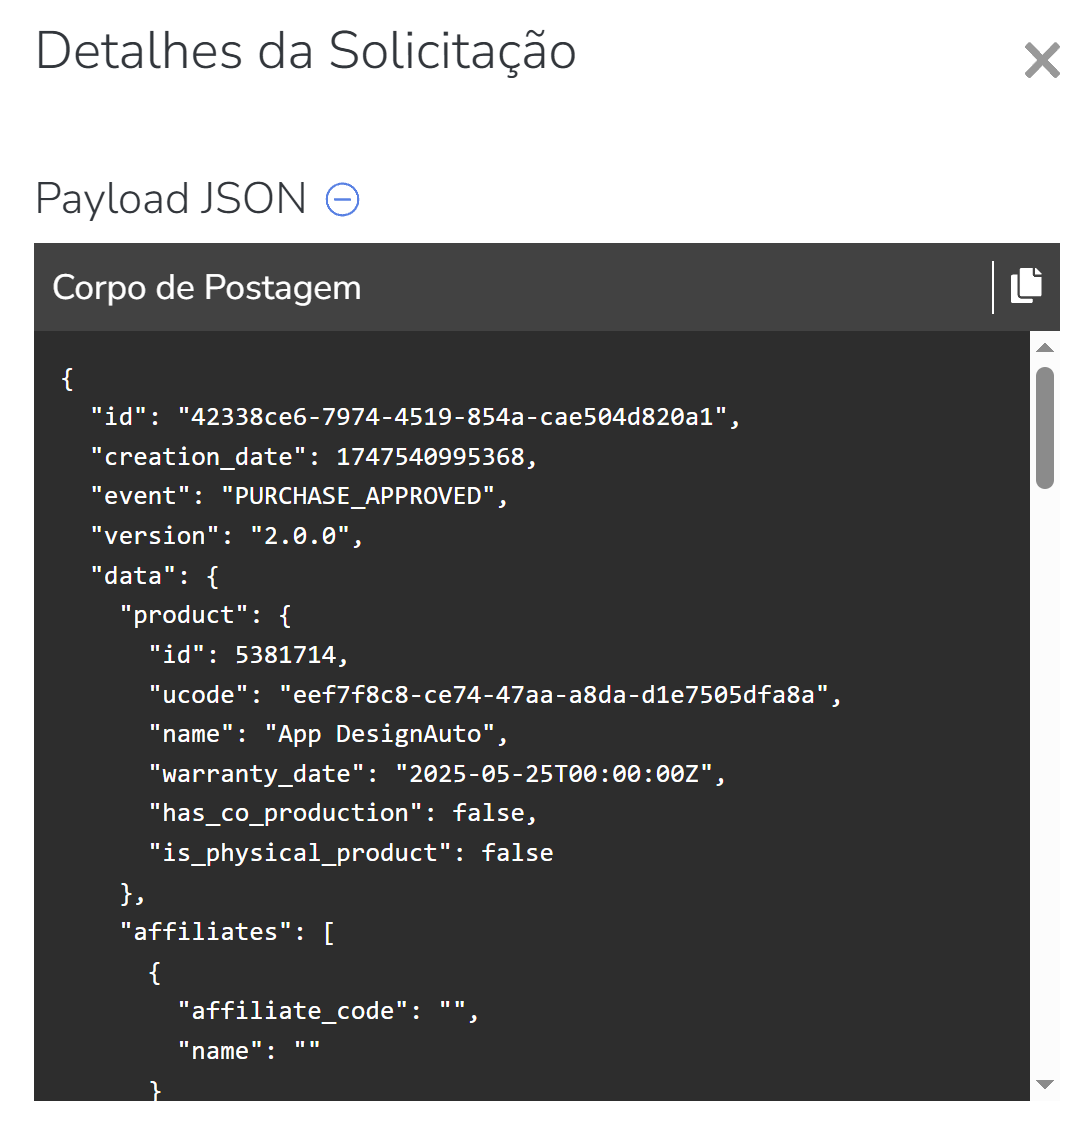 Detalhes da Solicitação
Payload JSON
Corpo de Postagem
{
"id": "42338ce6-7974-4519-854a-cae504d820a1",
"creation_date": 1747540995368,
"event": "PURCHASE_APPROVED",
"version": "2.0.0",
"data": {
"product": {
"id": 5381714,
"ucode": "eef7f8c8-ce74-47aa-a8da-d1e7505dfa8a",
"name": "App DesignAuto",
"warranty_date": "2025-05-25T00:00:00Z",
"has_co_production": false,
"is_physical_product": false
},
"affiliates": [
{
"affiliate_code": "",
"name": ""
}